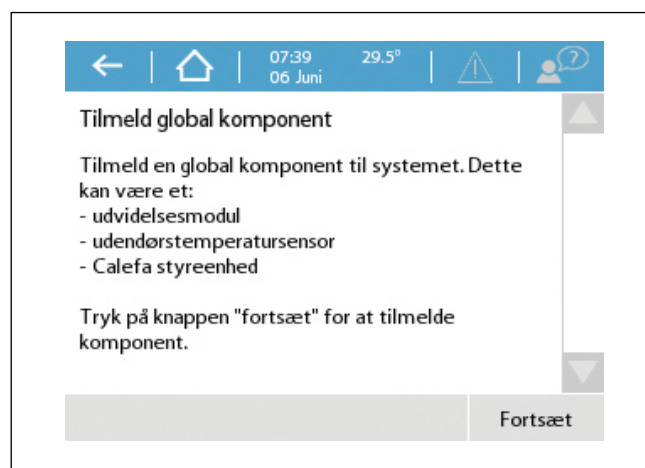 07:39 29.5°
06 Juni
?
Tilmeld global komponent
Tilmeld en global komponent til systemet. Dette
kan være et:
- udvidelsesmodul
- udendørstemperatursensor
- Calefa styreenhed
Tryk på knappen "fortsæt" for at tilmelde
komponent.
Fortsæt